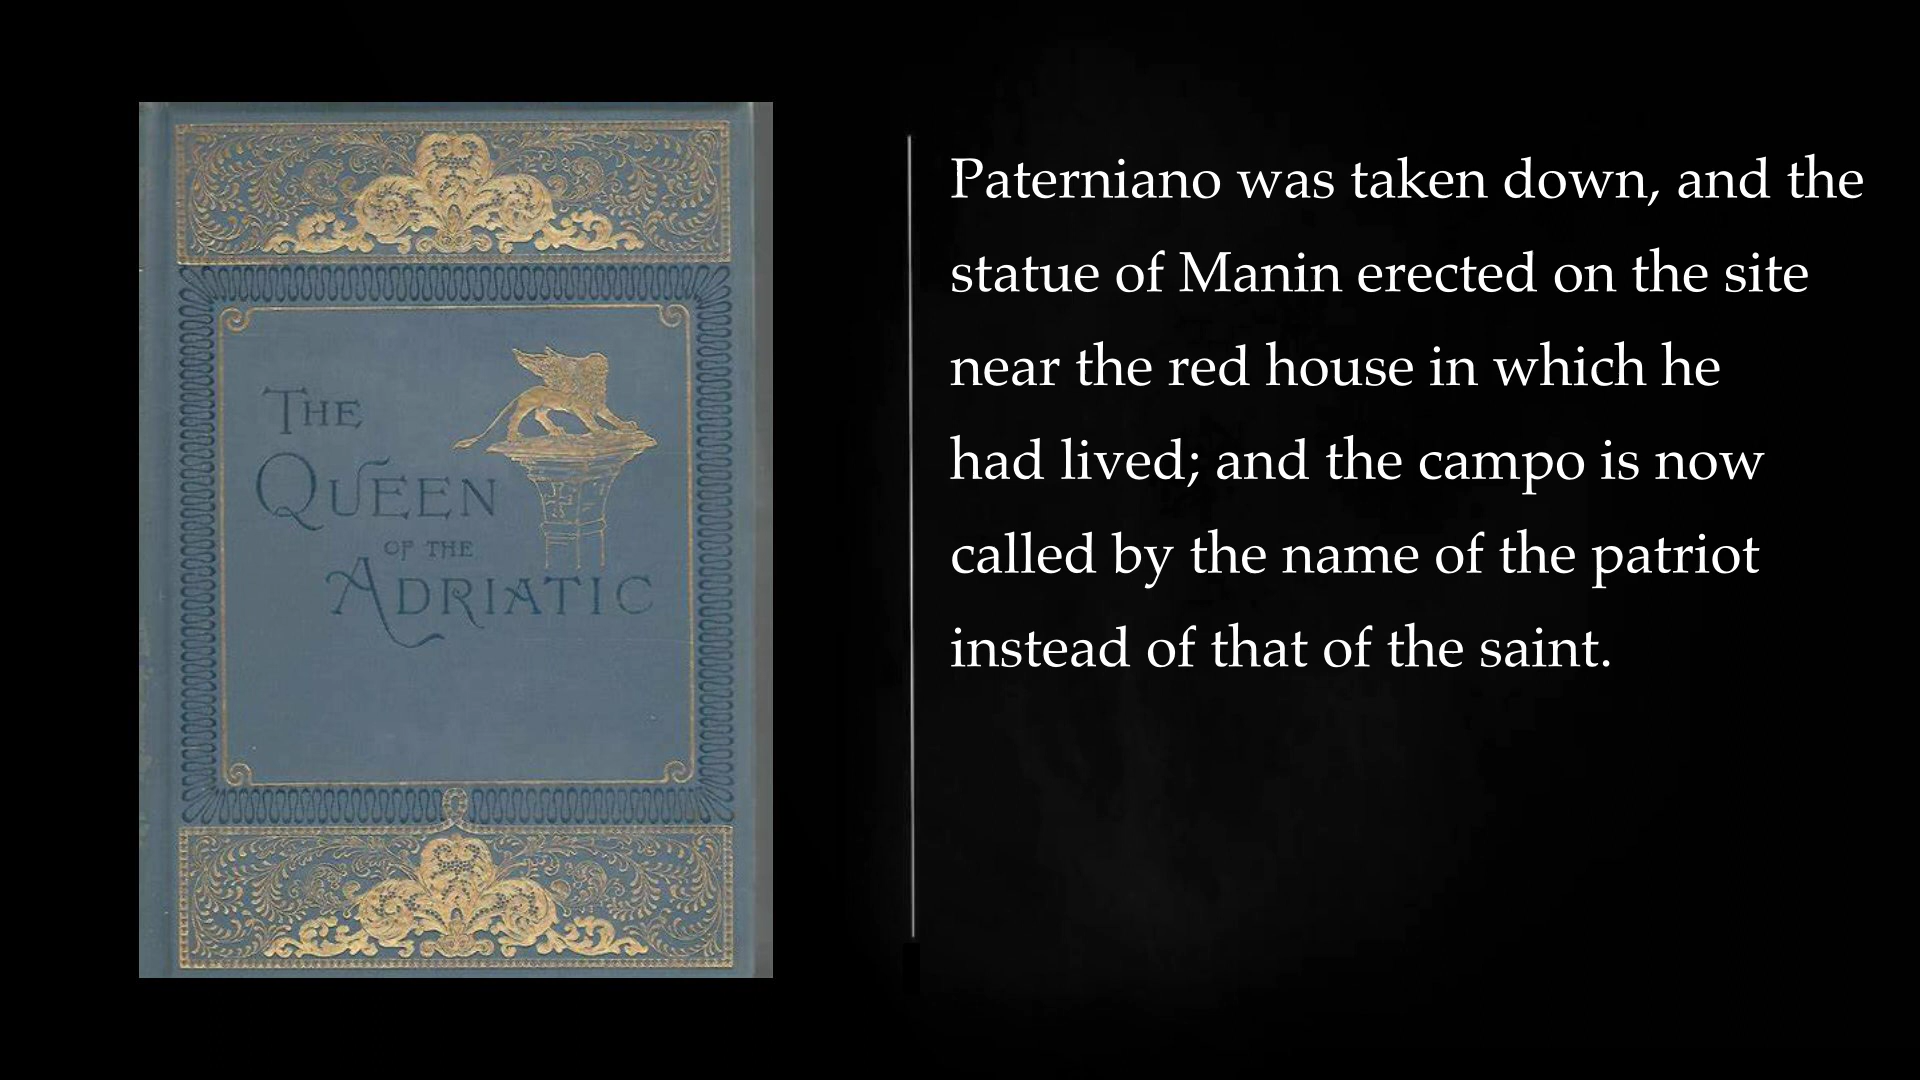 THE
QUEEN
OF THE
ADRIATIC
Paterniano was taken down, and the
statue of Manin erected on the site
near the red house in which he
had lived; and the campo is now
called by the name of the patriot
instead of that of the saint.